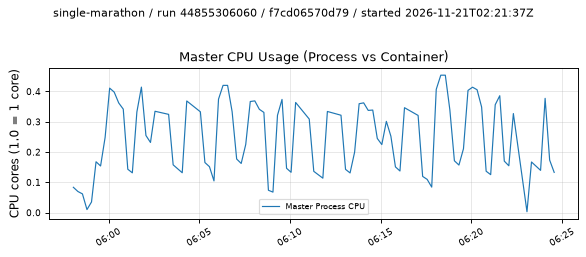 single-marathon / run 44855306060 / f7cd06570d79 / started 2026-11-21T02:21:37Z
Master CPU Usage (Process vs Container)
CPU cores (1.0 = 1 core)
0.4
0.3
0.2
0.1
0.0
Master Process CPU
06:00
06:05
06:10
06:15
06:20
06:25